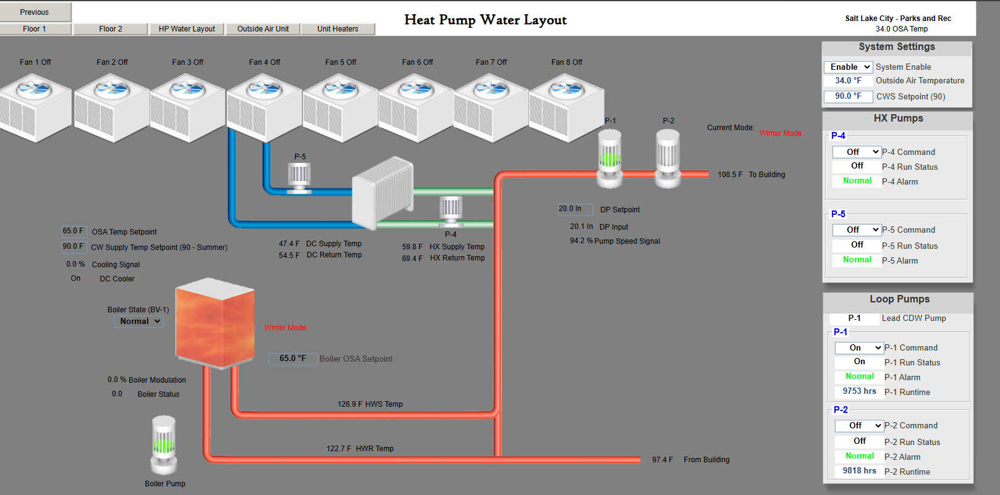 Previous
Floor 1
Floor 2
HP Water Layout
Outside Air Unit
Unit Heaters
Heat Pump Water Layout
Salt Lake City - Parks and Rec
34.0 OSA Temp
Fan 1 Off
Fan 2 Off
Fan 3 Off
Fan 4 Off
Fan 5 Off
Fan 6 Off
Fan 7 Off
Fan 8 Off
P-1
P-2
Current Mode:
Winter Mode
P-5
108.5 F To Building
20.0 In DP Setpoint
20.1 In DP Input
94.2 % Pump Speed Signal
P-4
65.0 F OSA Temp Setpoint
90.0 F CW Supply Temp Setpoint (90 - Summer)
0.0 % Cooling Signal
On DC Cooler
47.4 F DC Supply Temp
54.5 F DC Return Temp
59.8 F HX Supply Temp
69.4 F HX Return Temp
Boiler State (BV-1)
Normal
Winter Mode
65.0 °F Boiler OSA Setpoint
0.0 % Boiler Modulation
0.0 Boiler Status
126.9 F HWS Temp
122.7 F HWR Temp
97.4 F From Building
Boiler Pump
System Settings
Enable System Enable
34.0 °F Outside Air Temperature
90.0 °F CWS Setpoint (90)
HX Pumps
P-4
Off P-4 Command
Off P-4 Run Status
Normal P-4 Alarm
P-5
Off P-5 Command
Off P-5 Run Status
Normal P-5 Alarm
Loop Pumps
P-1 Lead CDW Pump
P-1
On P-1 Command
On P-1 Run Status
Normal P-1 Alarm
9753 hrs P-1 Runtime
P-2
Off P-2 Command
Off P-2 Run Status
Normal P-2 Alarm
9818 hrs P-2 Runtime